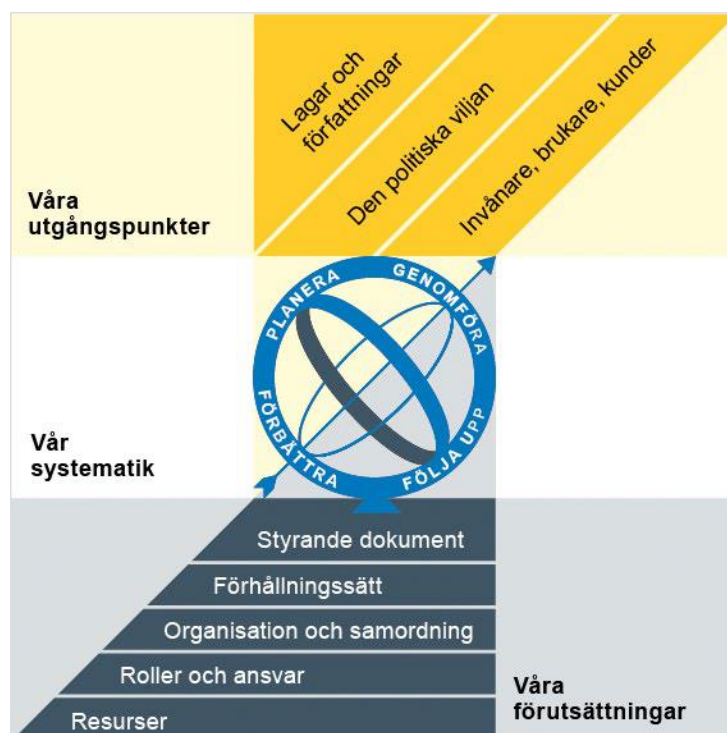 Lagar och
författningar
Den politiska viljan
Invånare, brukare, kunder
Våra
utgångspunkter
PLANERA
GENOMFÖRA
FÖLJA UPP
FÖRBÄTTRA
Vår
systematik
Styrande dokument
Förhållningssätt
Organisation och samordning
Roller och ansvar
Resurser
Våra
förutsättningar